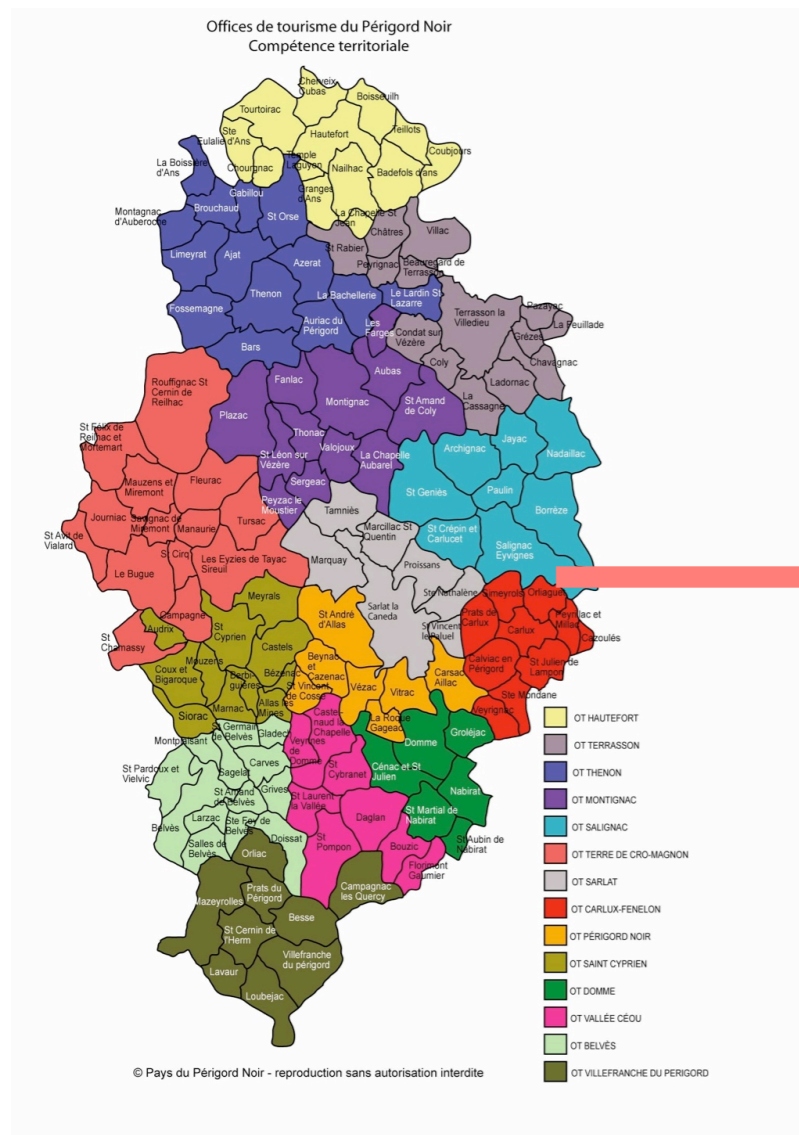 Offices de tourisme du Périgord Noir
Compétence territoriale
Cherveix
Cubas
Boisseuilh
Tourtoirac
Teillots
Ste
Eulalie d'Ans
Hautefort
Coubjours
Temple
Laguyon
La Boissière
d'Ans
Chourgnac
Nailhac
Badefols d'ans
Gabillou
Granges
d'Ans
Brouchaud
Montagnac
d'Auberoche
St Orse
La Chapelle St
Jean
Châtres
Villac
St Rabier
Limeyrat
Ajat
Azerat
Peyrignac
Beauregard de
Terrasson
Thenon
La Bachellerie
Le Lardin St
Lazarre
Fossemagne
Terrasson la
Villedieu
Pazayac
La Feuillade
Auriac du
Périgord
Les
Farges
Condat sur
Vézère
Grèzes
Bars
Coly
Chavagnac
Aubas
Rouffignac St
Cernin de
Reilhac
Fanlac
Ladornac
Plazac
Montignac
St Amand
de Coly
La
Cassagne
St Félix de
Reilhac et
Mortemart
Thonac
Valojoux
Archignac
Jayac
Nadaillac
St Léon sur
Vézère
La Chapelle
Aubarel
Mauzens et
Miremont
Fleurac
Sergeac
St Geniès
Paulin
Peyzac le
Moustier
Tamniès
Borrèze
Journiac
Savignac de
Miremont
Manaurie
Tursac
Marcillac St
Quentin
St Crépin et
Carlucet
St Avit de
Vialard
St Cirq
Les Eyzies de Tayac
Sireuil
Marquay
Proissans
Salignac
Eyvignes
Le Bugue
Ste Nathalène
Simeyrols
Orliaguet
Meyrals
Sarlat la
Caneda
Prats de
Carlux
Peyrillac et
Millac
Campagne
St André
d'Allas
St Vincent
le Paluel
Carlux
Cazoulés
Audrix
St
Cyprien
St
Chamassy
Castels
Beynac
et
Cazenac
Calviac en
Périgord
St Julien de
Lampon
Mouzens
Coux et
Bigaroque
Berbi-
guières
Bézenac
Carsac
Aillac
St Vincent
de Cosse
Vézac
Vitrac
Ste Mondane
Marnac
Allas les
Mines
Veyrignac
Siorac
Castel-
naud la
Chapelle
La Roque
Gageac
St Germain
de Belvès
Gladech
Groléjac
Montplaisant
Veyrines
de
Domme
Domme
Carves
St Pardoux et
Vielvic
Sagelat
St
Cybranet
Cénac et St
Julien
Grives
Nabirat
St Amand
de Belvès
St Laurent
la Vallée
Larzac
Daglan
St Martial de
Nabirat
Belvès
Ste Foy de
Belvès
Doissat
St
Pompon
Salles de
Belvès
Bouzic
St Aubin de
Nabirat
Orliac
Florimont
Gaumier
Prats du
Périgord
Campagnac
les Quercy
Mazeyrolles
Besse
St Cernin de
l'Herm
Villefranche
du périgord
Lavaur
Loubejac
OT HAUTEFORT
OT TERRASSON
OT THENON
OT MONTIGNAC
OT SALIGNAC
OT TERRE DE CRO-MAGNON
OT SARLAT
OT CARLUX-FENELON
OT PÉRIGORD NOIR
OT SAINT CYPRIEN
OT DOMME
OT VALLÉE CÉOU
OT BELVÈS
OT VILLEFRANCHE DU PERIGORD
© Pays du Périgord Noir - reproduction sans autorisation interdite